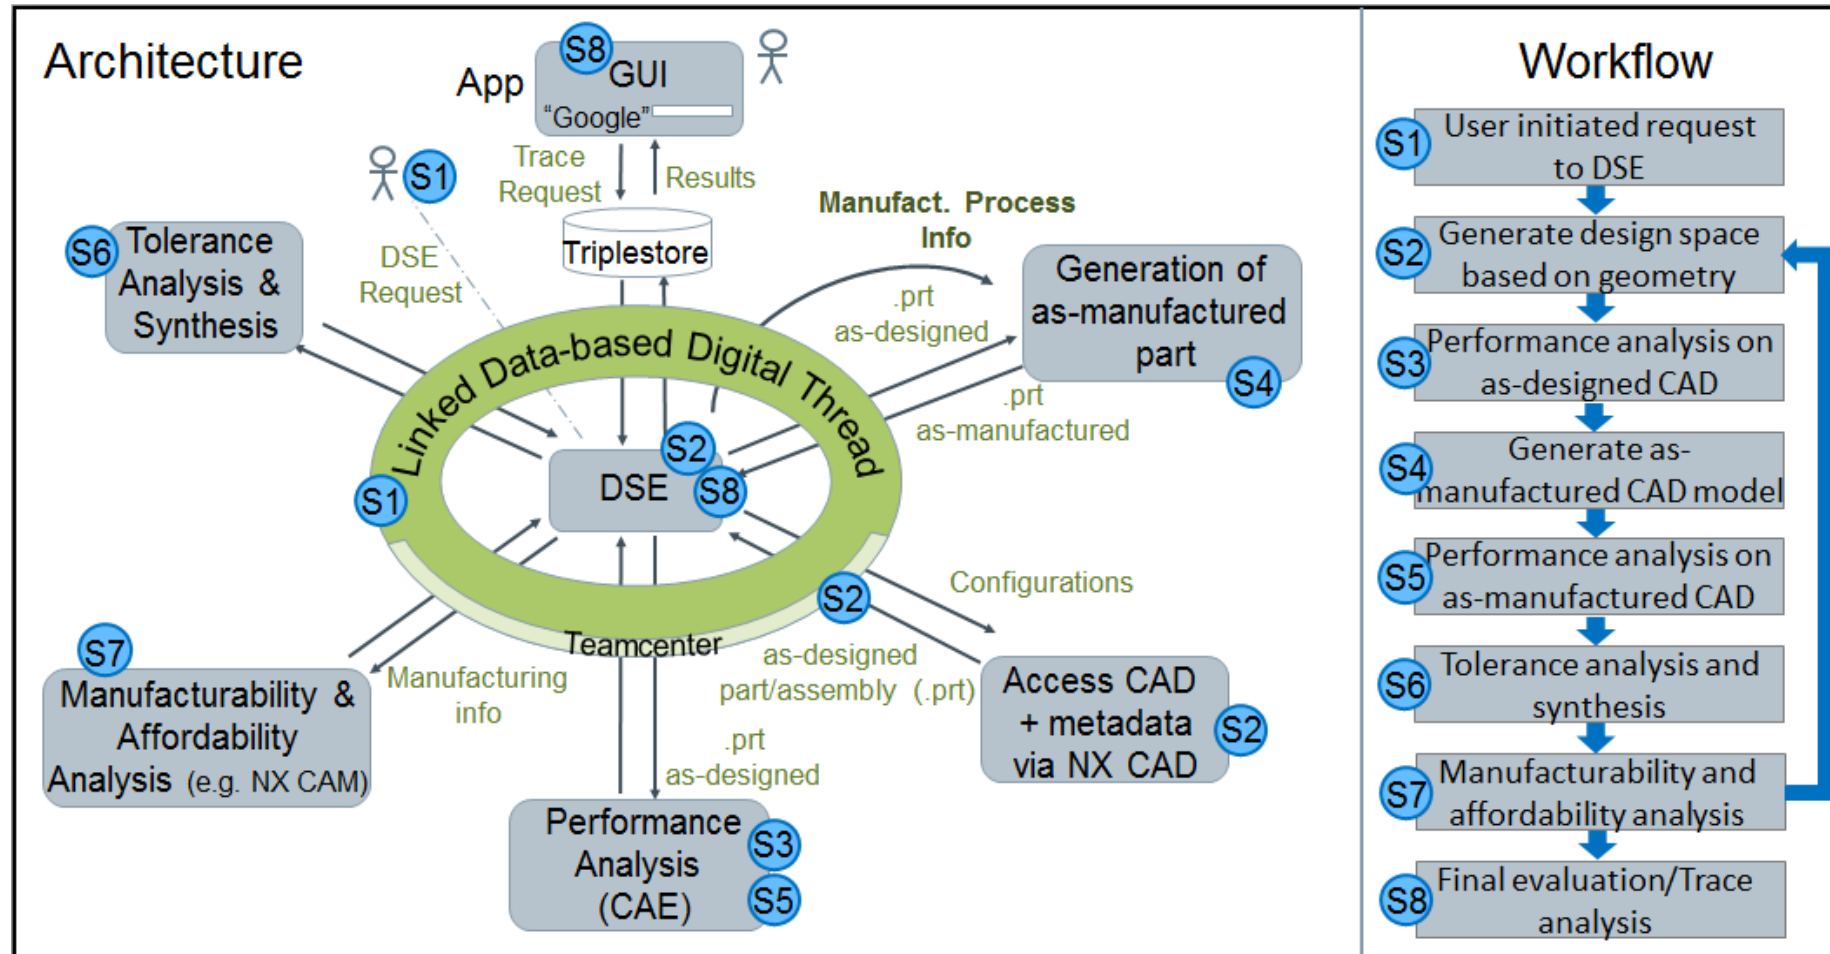 Architecture
S8
GUI
App
"Google"
Trace
Request
Results
S1
DSE
Request
Triplestore
Manufact. Process
Info
S6
Tolerance
Analysis &
Synthesis
.prt
as-designed
Generation of
as-manufactured
part
S4
.prt
as-manufactured
Linked Data-based Digital Thread
S1
S2
DSE
S8
S2
Teamcenter
Configurations
as-designed
part/assembly (.prt)
Access CAD
+ metadata
via NX CAD
S2
S7
Manufacturability &
Affordability
Analysis (e.g. NX CAM)
Manufacturing
info
.prt
as-designed
Performance
Analysis
(CAE)
S3
S5
Workflow
S1
User initiated request
to DSE
S2
Generate design space
based on geometry
S3
Performance analysis on
as-designed CAD
S4
Generate as-
manufactured CAD model
S5
Performance analysis on
as-manufactured CAD
S6
Tolerance analysis and
synthesis
S7
Manufacturability and
affordability analysis
S8
Final evaluation/Trace
analysis